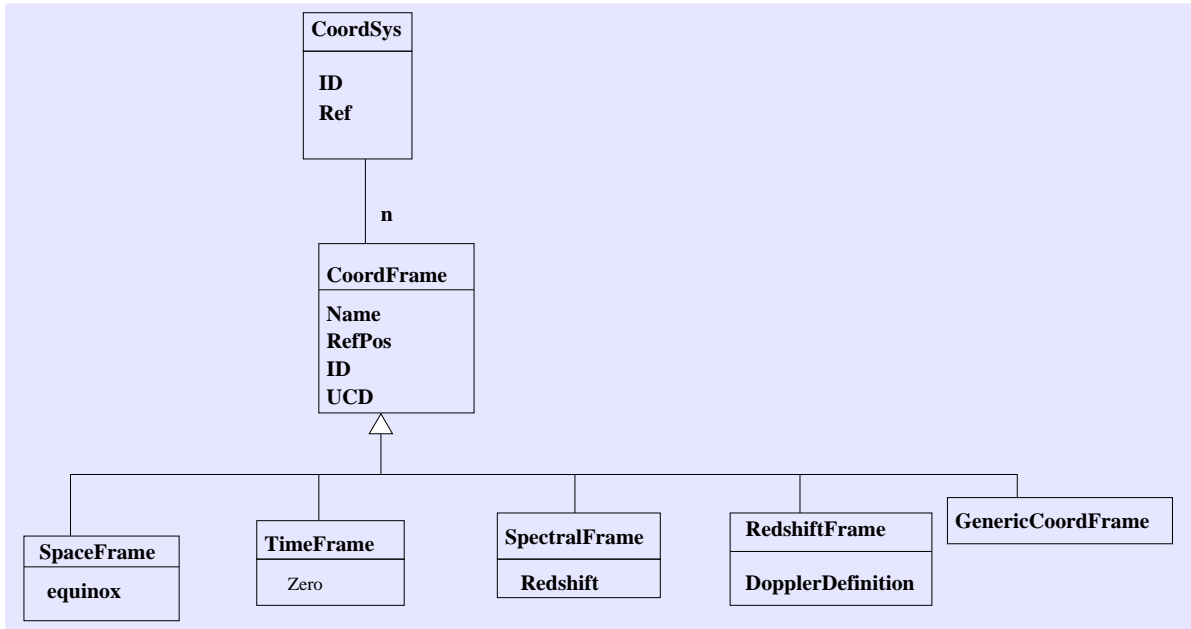 CoordSys
ID
Ref
n
CoordFrame
Name
RefPos
ID
UCD
SpaceFrame
equinox
TimeFrame
Zero
SpectralFrame
Redshift
RedshiftFrame
DopplerDefinition
GenericCoordFrame